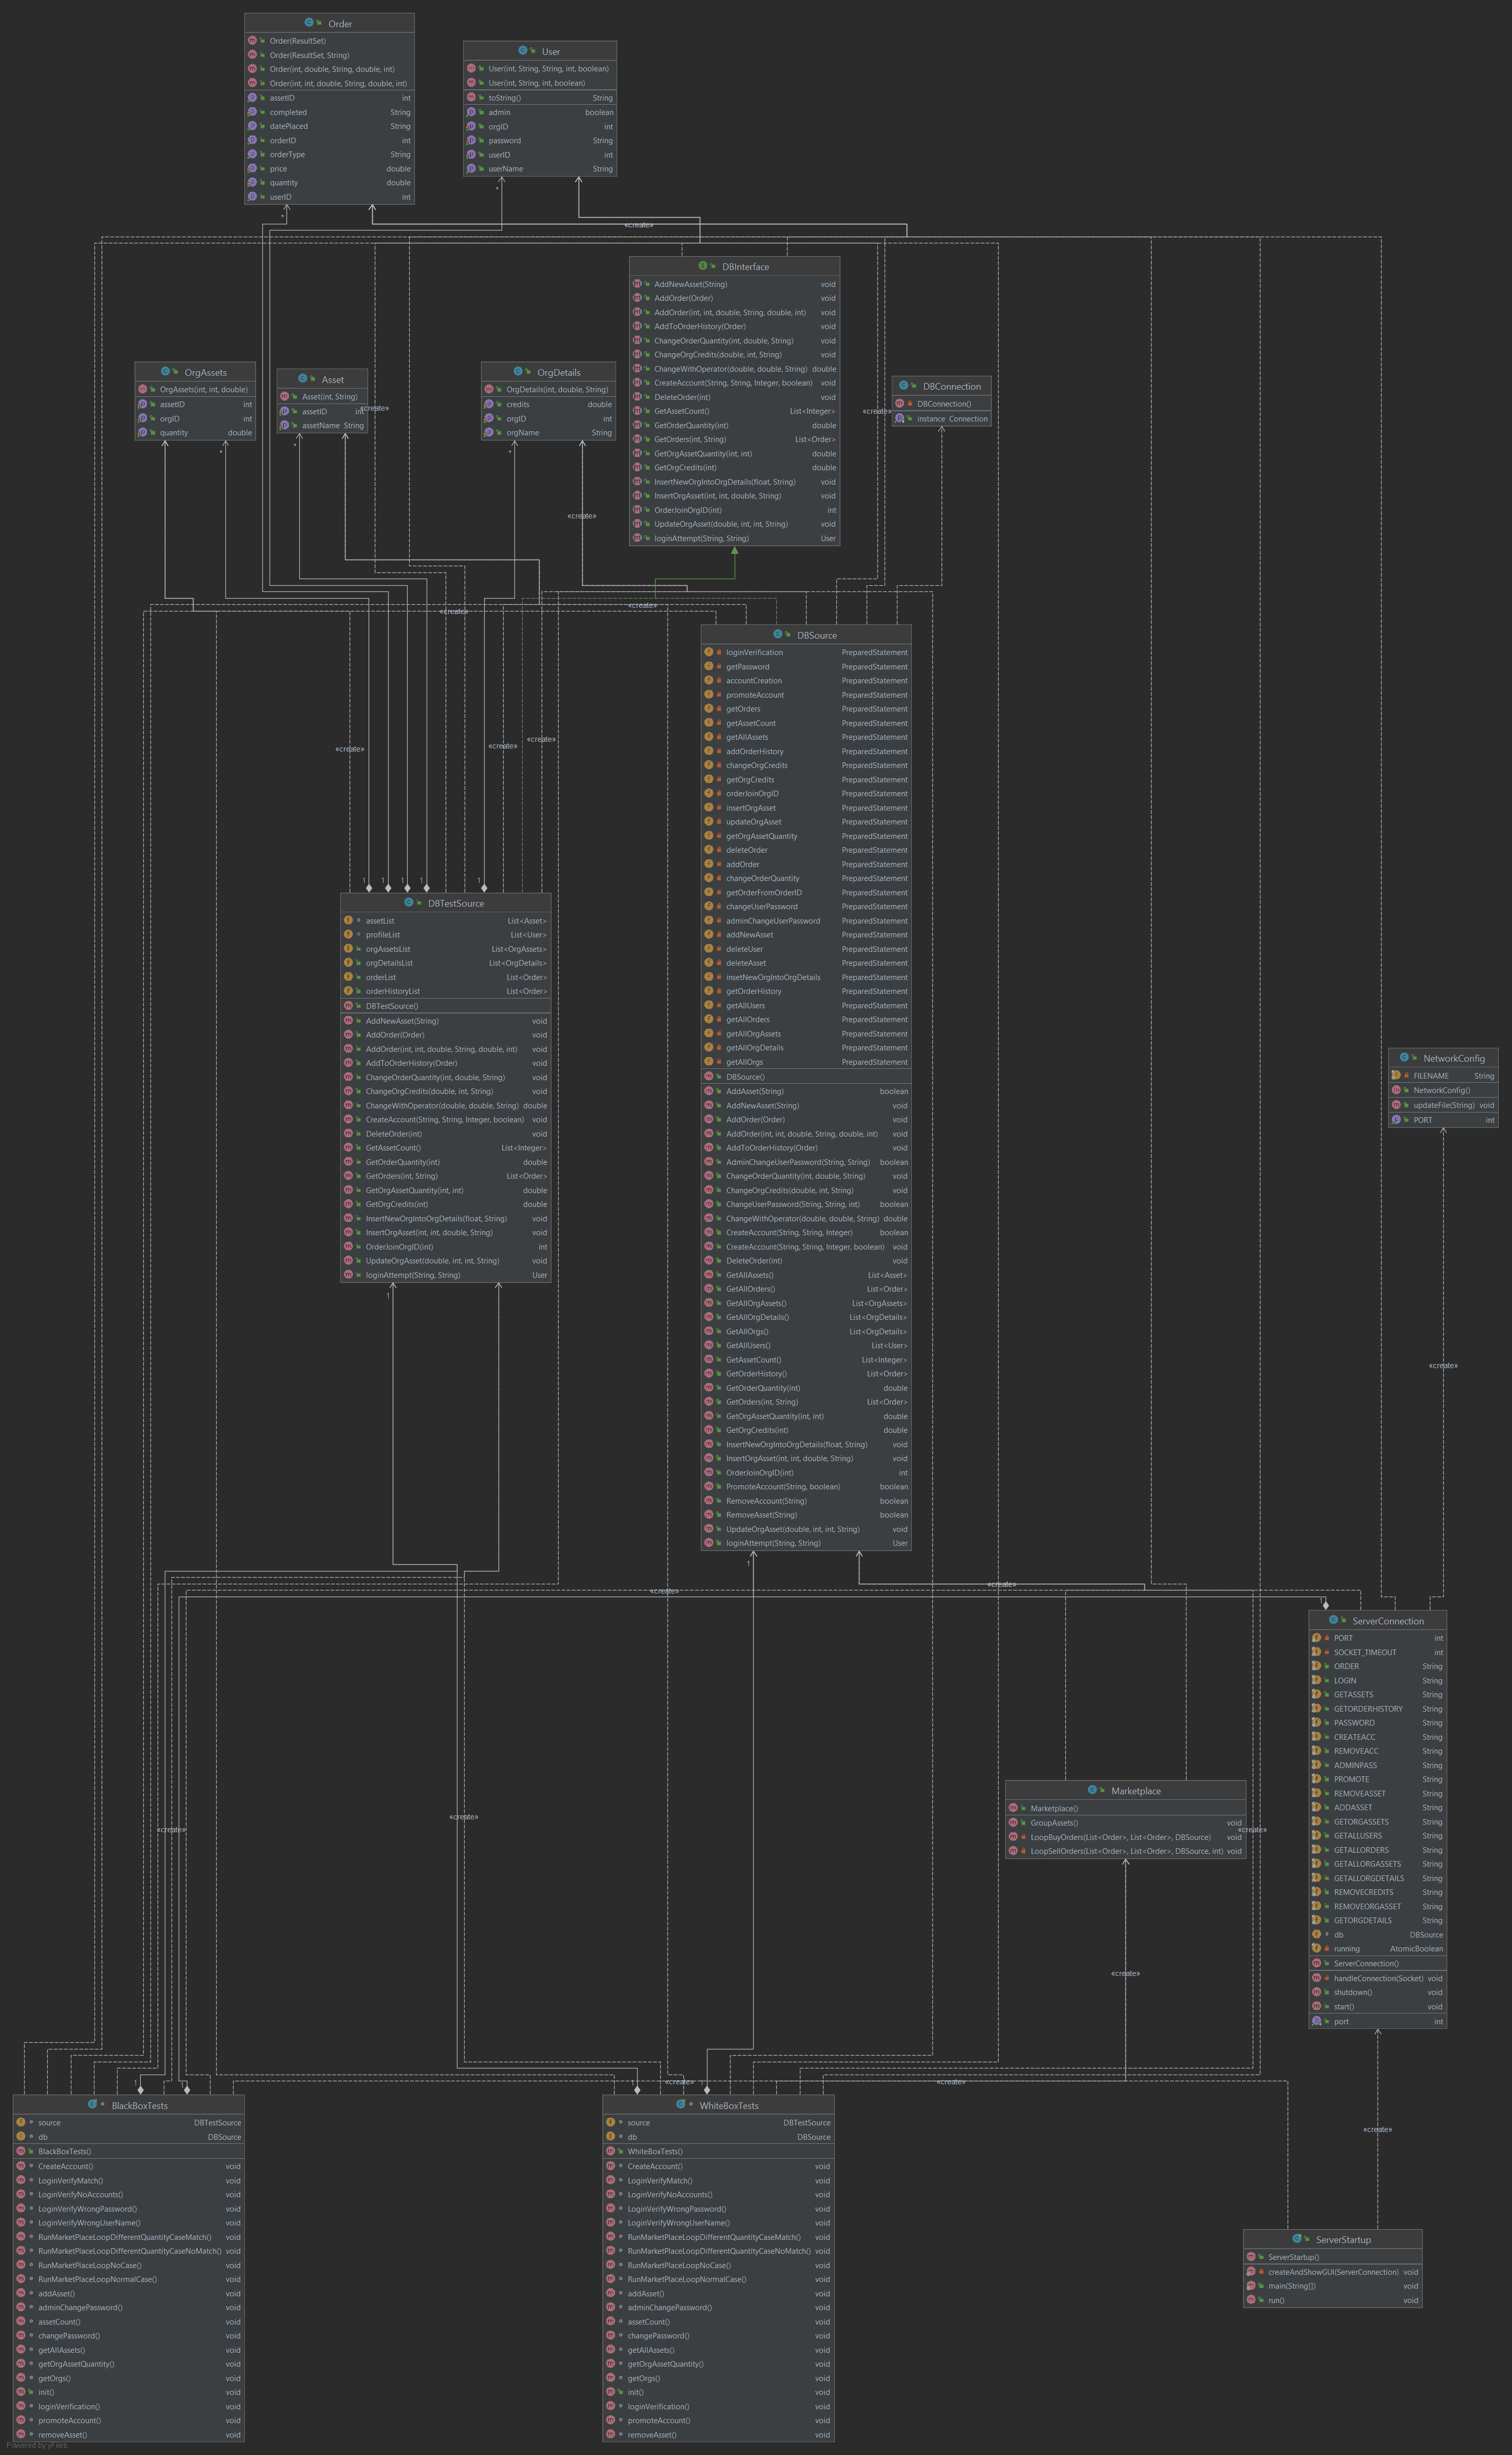 Order
Order(ResultSet)
Order(ResultSet, String)
Order(int, double, String, double, int)
Order(int, int, double, String, double, int)
assetID int
completed String
datePlaced String
orderID int
orderType String
price double
quantity double
userID int
User
User(int, String, String, int, boolean)
User(int, String, int, boolean)
toString() String
admin boolean
orgID int
password String
userID int
userName String
*
*
«create»
DBInterface
AddNewAsset(String) void
AddOrder(Order) void
AddOrder(int, int, double, String, double, int) void
AddToOrderHistory(Order) void
ChangeOrderQuantity(int, double, String) void
ChangeOrgCredits(double, int, String) void
ChangeWithOperator(double, double, String) double
CreateAccount(String, String, Integer, boolean) void
DeleteOrder(int) void
GetAssetCount() List<Integer>
GetOrderQuantity(int) double
GetOrders(int, String) List<Order>
GetOrgAssetQuantity(int, int) double
GetOrgCredits(int) double
InsertNewOrgIntoOrgDetails(float, String) void
InsertOrgAsset(int, int, double, String) void
OrderJoinOrgID(int) int
UpdateOrgAsset(double, int, int, String) void
loginAttempt(String, String) User
OrgAssets
OrgAssets(int, int, double)
assetID int
orgID int
quantity double
Asset
Asset(int, String)
assetID int
assetName String
«create»
OrgDetails
OrgDetails(int, double, String)
credits double
orgID int
orgName String
«create»
DBConnection
DBConnection()
instance Connection
*
*
*
«create»
«create»
«create»
DBSource
loginVerification PreparedStatement
getPassword PreparedStatement
accountCreation PreparedStatement
promoteAccount PreparedStatement
getOrders PreparedStatement
getAssetCount PreparedStatement
getAllAssets PreparedStatement
addOrderHistory PreparedStatement
changeOrgCredits PreparedStatement
getOrgCredits PreparedStatement
orderJoinOrgID PreparedStatement
insertOrgAsset PreparedStatement
updateOrgAsset PreparedStatement
getOrgAssetQuantity PreparedStatement
deleteOrder PreparedStatement
addOrder PreparedStatement
changeOrderQuantity PreparedStatement
getOrderFromOrderID PreparedStatement
changeUserPassword PreparedStatement
adminChangeUserPassword PreparedStatement
addNewAsset PreparedStatement
deleteUser PreparedStatement
deleteAsset PreparedStatement
insetNewOrgIntoOrgDetails PreparedStatement
getOrderHistory PreparedStatement
getAllUsers PreparedStatement
getAllOrders PreparedStatement
getAllOrgAssets PreparedStatement
getAllOrgDetails PreparedStatement
getAllOrgs PreparedStatement
DBSource()
AddAsset(String) boolean
AddNewAsset(String) void
AddOrder(Order) void
AddOrder(int, int, double, String, double, int) void
AddToOrderHistory(Order) void
AdminChangeUserPassword(String, String) boolean
ChangeOrderQuantity(int, double, String) void
ChangeOrgCredits(double, int, String) void
ChangeUserPassword(String, String, int) boolean
ChangeWithOperator(double, double, String) double
CreateAccount(String, String, Integer) boolean
CreateAccount(String, String, Integer, boolean) void
DeleteOrder(int) void
GetAllAssets() List<Asset>
GetAllOrders() List<Order>
GetAllOrgAssets() List<OrgAssets>
GetAllOrgDetails() List<OrgDetails>
GetAllOrgs() List<OrgDetails>
GetAllUsers() List<User>
GetAssetCount() List<Integer>
GetOrderHistory() List<Order>
GetOrderQuantity(int) double
GetOrders(int, String) List<Order>
GetOrgAssetQuantity(int, int) double
GetOrgCredits(int) double
InsertNewOrgIntoOrgDetails(float, String) void
InsertOrgAsset(int, int, double, String) void
OrderJoinOrgID(int) int
PromoteAccount(String, boolean) boolean
RemoveAccount(String) boolean
RemoveAsset(String) boolean
UpdateOrgAsset(double, int, int, String) void
loginAttempt(String, String) User
«create»
«create»
«create»
1
1
1
1
1
DBTestSource
assetList List<Asset>
profileList List<User>
orgAssetsList List<OrgAssets>
orgDetailsList List<OrgDetails>
orderList List<Order>
orderHistoryList List<Order>
DBTestSource()
AddNewAsset(String) void
AddOrder(Order) void
AddOrder(int, int, double, String, double, int) void
AddToOrderHistory(Order) void
ChangeOrderQuantity(int, double, String) void
ChangeOrgCredits(double, int, String) void
ChangeWithOperator(double, double, String) double
CreateAccount(String, String, Integer, boolean) void
DeleteOrder(int) void
GetAssetCount() List<Integer>
GetOrderQuantity(int) double
GetOrders(int, String) List<Order>
GetOrgAssetQuantity(int, int) double
GetOrgCredits(int) double
InsertNewOrgIntoOrgDetails(float, String) void
InsertOrgAsset(int, int, double, String) void
OrderJoinOrgID(int) int
UpdateOrgAsset(double, int, int, String) void
loginAttempt(String, String) User
1
NetworkConfig
FILENAME String
NetworkConfig()
updateFile(String) void
PORT int
«create»
1
«create»
«create»
1
ServerConnection
PORT int
SOCKET_TIMEOUT int
ORDER String
LOGIN String
GETASSETS String
GETORDERHISTORY String
PASSWORD String
CREATEACC String
REMOVEACC String
ADMINPASS String
PROMOTE String
REMOVEASSET String
ADDASSET String
GETORGASSETS String
GETALLUSERS String
GETALLORDERS String
GETALLORGASSETS String
GETALLORGDETAILS String
REMOVECREDITS String
REMOVEORGASSET String
GETORGDETAILS String
db DBSource
running AtomicBoolean
ServerConnection()
handleConnection(Socket) void
shutdown() void
start() void
port int
Marketplace
Marketplace()
GroupAssets() void
LoopBuyOrders(List<Order>, List<Order>, DBSource) void
LoopSellOrders(List<Order>, List<Order>, DBSource, int) void
«create»
«create»
«create»
«create»
«create»
«create»
«create»
1
1
1
1
BlackBoxTests
source DBTestSource
db DBSource
BlackBoxTests()
CreateAccount() void
LoginVerifyMatch() void
LoginVerifyNoAccounts() void
LoginVerifyWrongPassword() void
LoginVerifyWrongUserName() void
RunMarketPlaceLoopDifferentQuantityCaseMatch() void
RunMarketPlaceLoopDifferentQuantityCaseNoMatch() void
RunMarketPlaceLoopNoCase() void
RunMarketPlaceLoopNormalCase() void
addAsset() void
adminChangePassword() void
assetCount() void
changePassword() void
getAllAssets() void
getOrgAssetQuantity() void
getOrgs() void
init() void
loginVerification() void
promoteAccount() void
removeAsset() void
WhiteBoxTests
source DBTestSource
db DBSource
WhiteBoxTests()
CreateAccount() void
LoginVerifyMatch() void
LoginVerifyNoAccounts() void
LoginVerifyWrongPassword() void
LoginVerifyWrongUserName() void
RunMarketPlaceLoopDifferentQuantityCaseMatch() void
RunMarketPlaceLoopDifferentQuantityCaseNoMatch() void
RunMarketPlaceLoopNoCase() void
RunMarketPlaceLoopNormalCase() void
addAsset() void
adminChangePassword() void
assetCount() void
changePassword() void
getAllAssets() void
getOrgAssetQuantity() void
getOrgs() void
init() void
loginVerification() void
promoteAccount() void
removeAsset() void
«create»
ServerStartup
ServerStartup()
createAndShowGUI(ServerConnection) void
main(String[]) void
run() void
Powered by yFiles